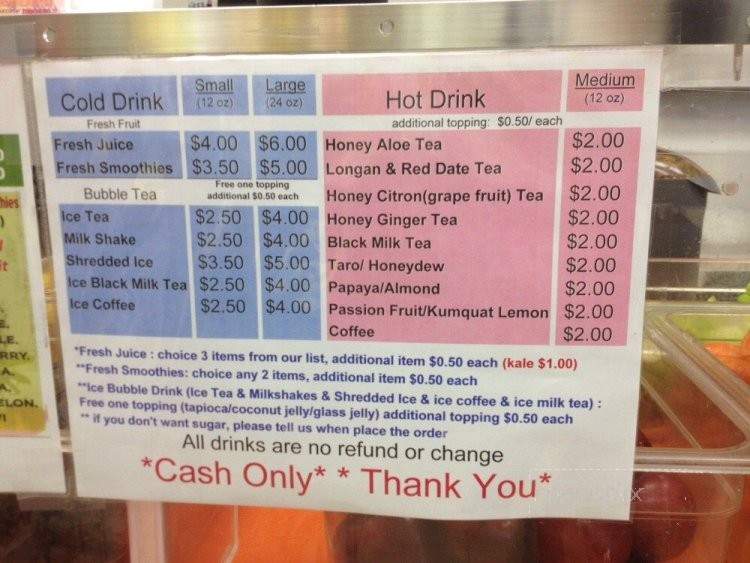 Cold Drink Small Large
(12 oz) (24 oz)
Fresh Fruit
Fresh Juice $4.00 $6.00
Fresh Smoothies $3.50 $5.00
Bubble Tea Free one topping
additional $0.50 each
Ice Tea $2.50 $4.00
Milk Shake $2.50 $4.00
Shredded Ice $3.50 $5.00
Ice Black Milk Tea $2.50 $4.00
Ice Coffee $2.50 $4.00
Hot Drink Medium
(12 oz)
additional topping: $0.50/ each
Honey Aloe Tea $2.00
Longan & Red Date Tea $2.00
Honey Citron(grape fruit) Tea $2.00
Honey Ginger Tea $2.00
Black Milk Tea $2.00
Taro/ Honeydew $2.00
Papaya/Almond $2.00
Passion Fruit/Kumquat Lemon $2.00
Coffee $2.00
*Fresh Juice : choice 3 items from our list, additional item $0.50 each (kale $1.00)
**Fresh Smoothies: choice any 2 items, additional item $0.50 each
**Ice Bubble Drink (Ice Tea & Milkshakes & Shredded Ice & ice coffee & ice milk tea) :
Free one topping (tapioca/coconut jelly/glass jelly) additional topping $0.50 each
** if you don't want sugar, please tell us when place the order
All drinks are no refund or change
*Cash Only* * Thank You*